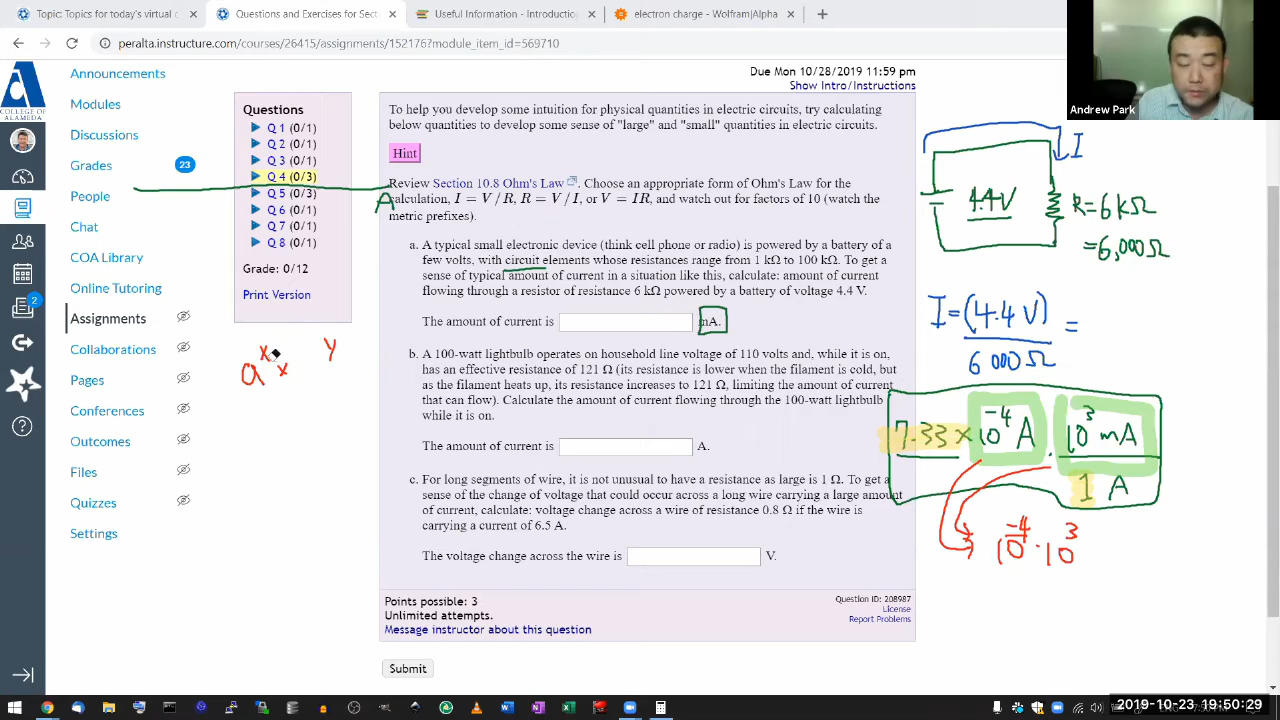 Topic: Topics for today's virtual c
Questions and Exercises for Sect
Useful Information - Introduction
electron charge - Wolfram|Alpha
peralta.instructure.com/courses/26415/assignments/152176?module_item_id=569710
Andrew Park
COLLEGE OF
ALAMEDA
Announcements
Modules
Discussions
Grades
23
People
Chat
COA Library
Online Tutoring
Assignments
Collaborations
Pages
Conferences
Outcomes
Files
Quizzes
Settings
2
Questions
Q 1 (0/1)
Q 2 (0/1)
Q 3 (0/1)
Q 4 (0/3)
Q 5 (0/3)
Q 6 (0/1)
Q 7 (0/1)
Q 8 (0/1)
Grade: 0/12
Print Version
Due Mon 10/28/2019 11:59 pm
Show Intro/Instructions
To help you develop some intuition for physical quantities in electric circuits, try calculating
below quantities to develop some sense of "large" and "small" quantities in electric circuits.
Hint
Review Section 10.8 Ohm's Law. Choose an appropriate form of Ohm's Law for the
calculation, I = V/R, R = V/I, or V = IR, and watch out for factors of 10 (watch the
metric prefixes).
a. A typical small electronic device (think cell phone or radio) is powered by a battery of a
few volts, with circuit elements whose resistances range from 1 kΩ to 100 kΩ. To get a
sense of typical amount of current in a situation like this, calculate: amount of current
flowing through a resistor of resistance 6 kΩ powered by a battery of voltage 4.4 V.
The amount of current is mA.
b. A 100-watt lightbulb operates on household line voltage of 110 volts and, while it is on,
has an effective resistance of 121 Ω (its resistance is lower when the filament is cold, but
as the filament heats up, its resistance increases to 121 Ω, limiting the amount of current
that can flow). Calculate the amount of current flowing through the 100-watt lightbulb
while it is on.
The amount of current is A.
c. For long segments of wire, it is not unusual to have a resistance as large is 1 Ω. To get a
sense of the change of voltage that could occur across a long wire carrying a large amount
of current, calculate: voltage change across a wire of resistance 0.8 Ω if the wire is
carrying a current of 6.5 A.
The voltage change across the wire is V.
Points possible: 3
Unlimited attempts.
Message instructor about this question
Question ID: 208987
License
Report Problems
Submit
A
a^x x y
I
4.4V
R=6kΩ
=6,000Ω
I=(4.4 V)/6000Ω =
7.33×10^-4 A · 10^3 mA/1 A
10^-4 · 10^3
2019-10-23 19:50:29